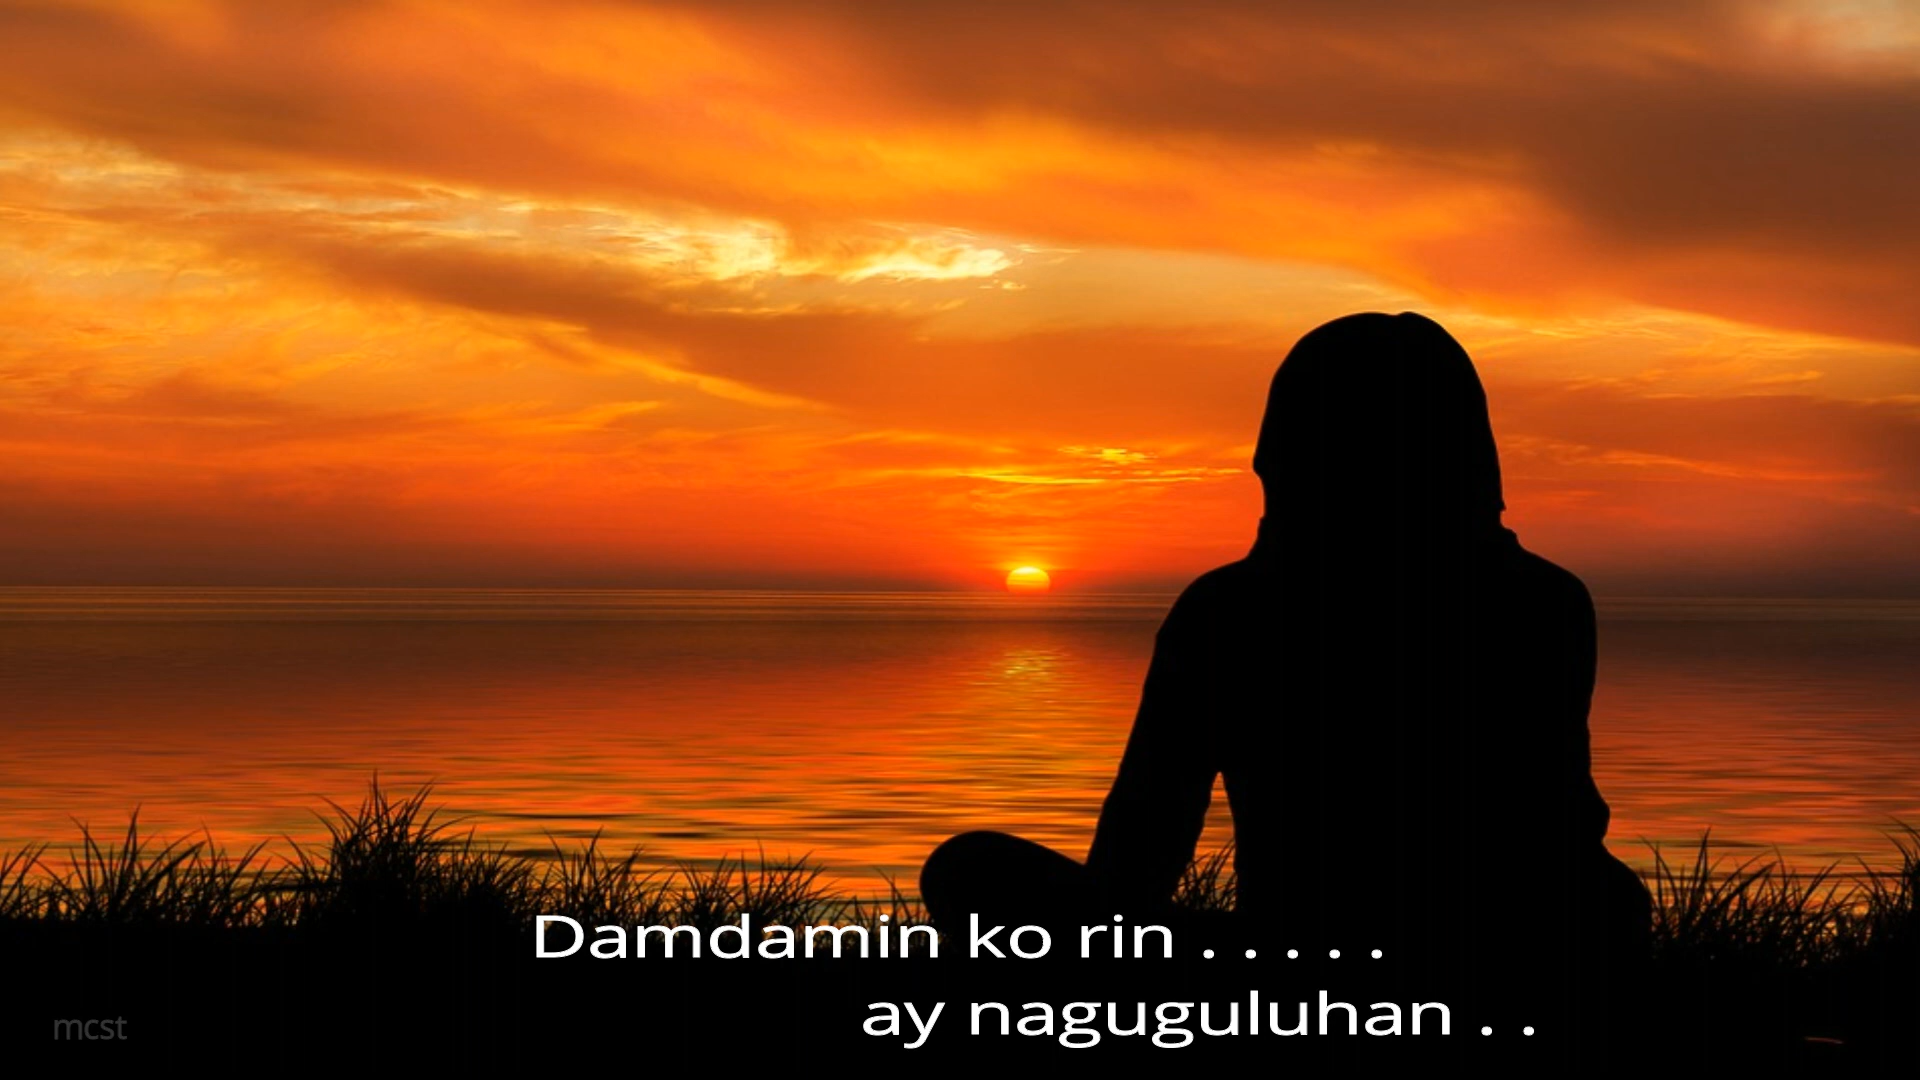 Damdamin ko rin . . . . .
ay naguguluhan . .
mcst